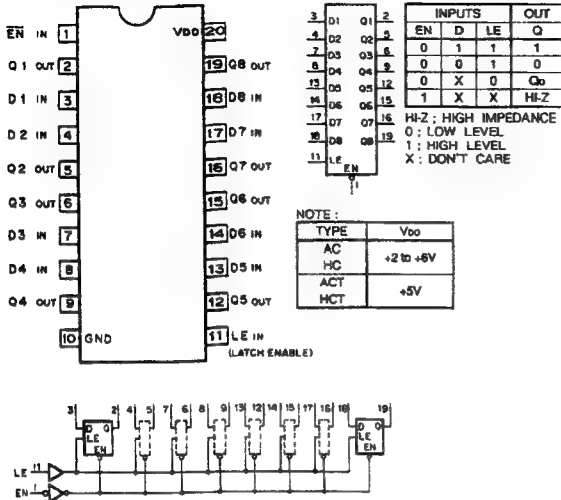 EN IN 1
Q1 OUT 2
D1 IN 3
D2 IN 4
Q2 OUT 5
Q3 OUT 6
D3 IN 7
D4 IN 8
Q4 OUT 9
10 GND
VDD 20
19 Q8 OUT
18 D8 IN
17 D7 IN
16 Q7 OUT
15 Q6 OUT
14 D6 IN
13 D5 IN
12 Q5 OUT
11 LE IN
(LATCH ENABLE)
3 D1 Q1 2
4 D2 Q2 5
7 D3 Q3 6
8 D4 Q4 9
13 D5 Q5 12
14 D6 Q6 15
17 D7 Q7 16
18 D8 Q8 19
11 LE
EN
1
INPUTS OUT
EN D LE Q
0 1 1 1
0 0 1 0
0 X 0 Qo
1 X X HI-Z
HI-Z ; HIGH IMPEDANCE
0 ; LOW LEVEL
1 ; HIGH LEVEL
X ; DON'T CARE
NOTE :
TYPE VDD
AC
HC
+2 to +6V
ACT
HCT
+5V
3 2 4 5 7 6 8 9 13 12 14 15 17 16 18 19
D Q
LE
EN
D Q
LE
EN
LE 11
EN 1